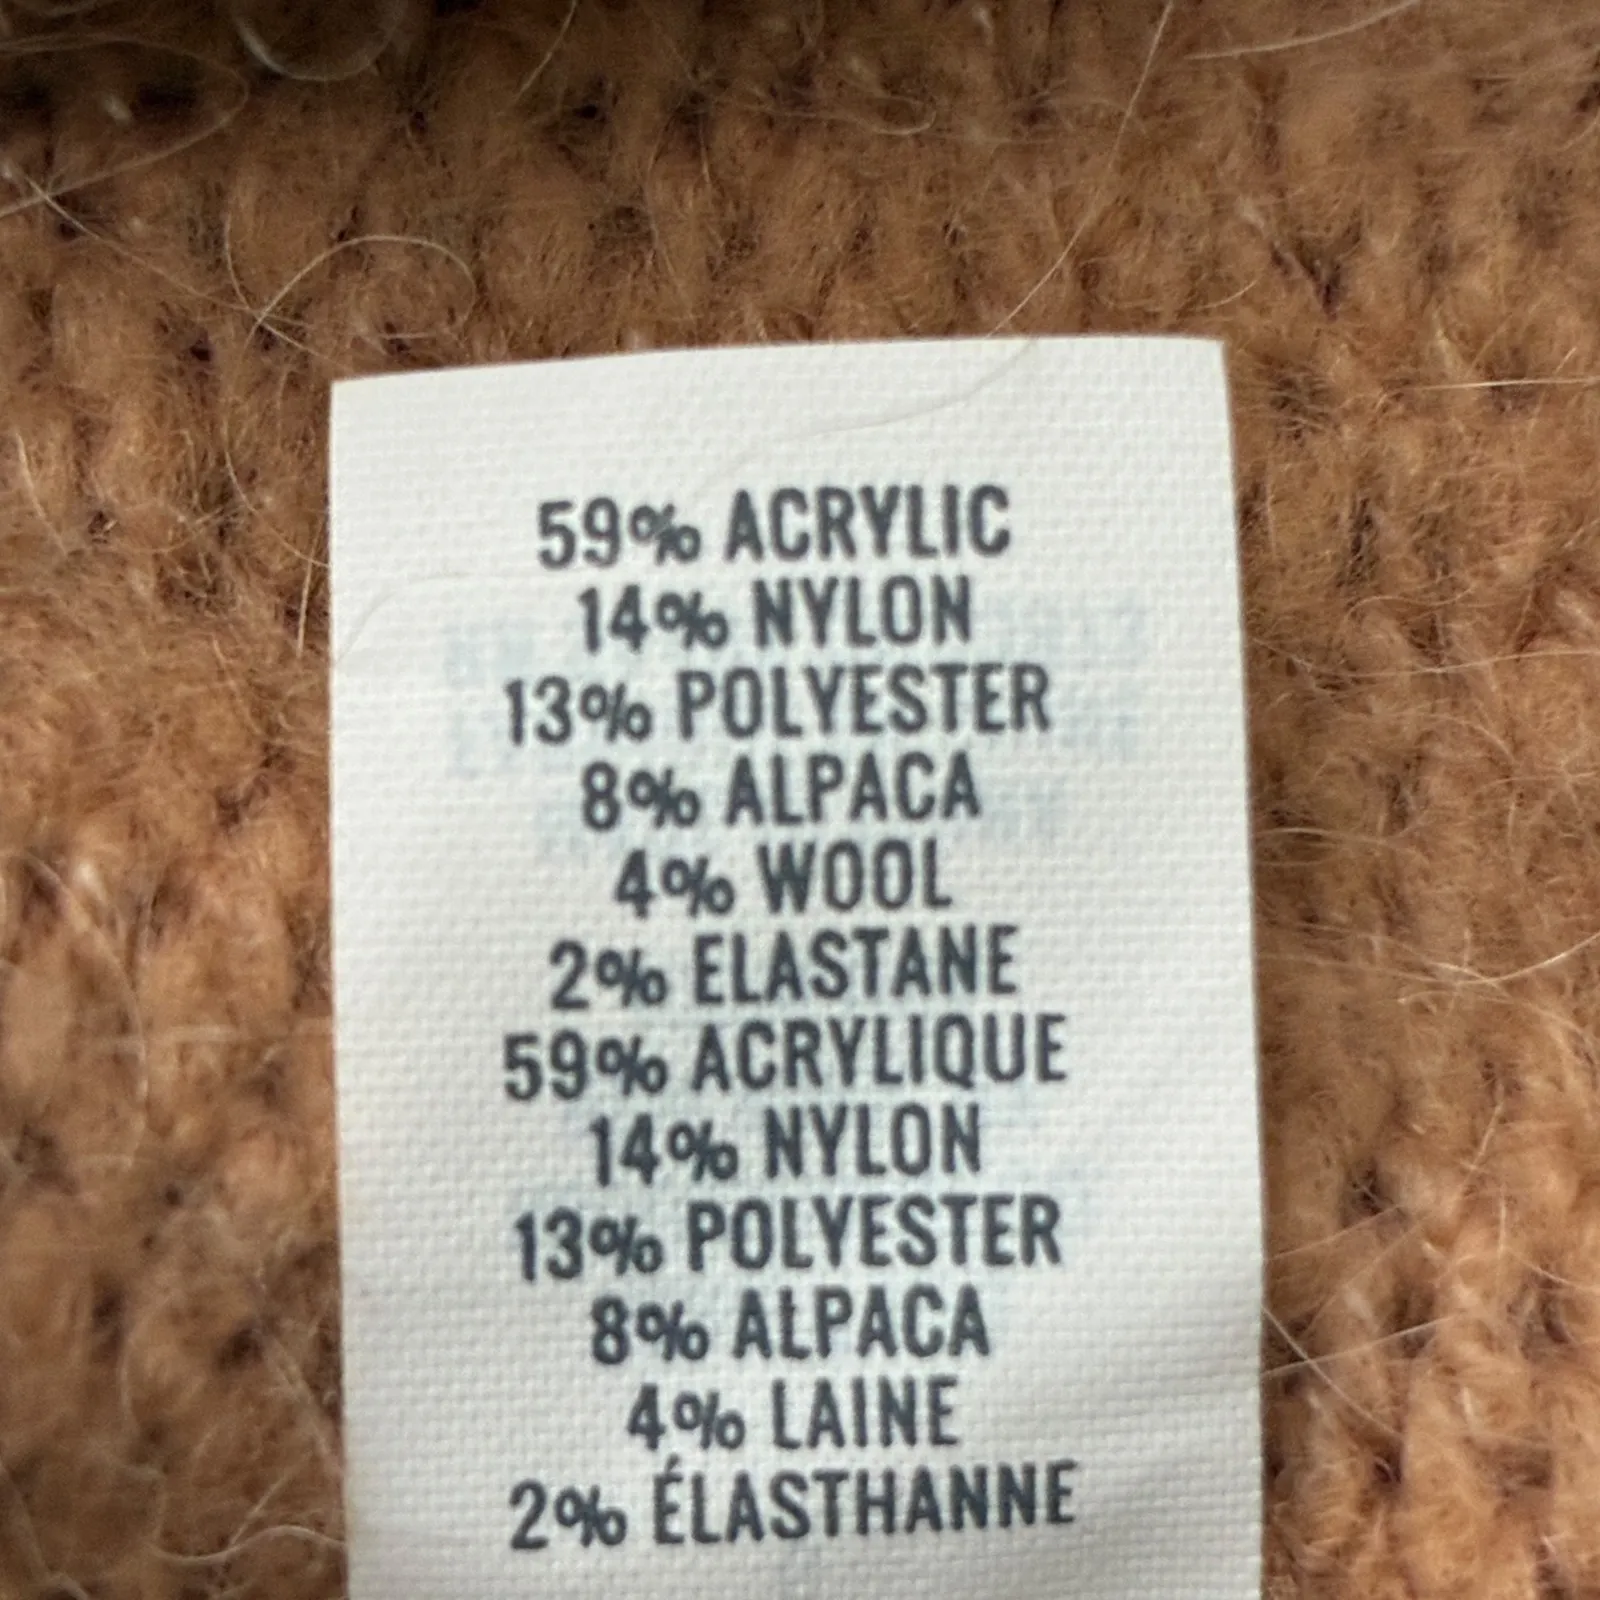 59% ACRYLIC
14% NYLON
13% POLYESTER
8% ALPACA
4% WOOL
2% ELASTANE
59% ACRYLIQUE
14% NYLON
13% POLYESTER
8% ALPACA
4% LAINE
2% ÉLASTHANNE